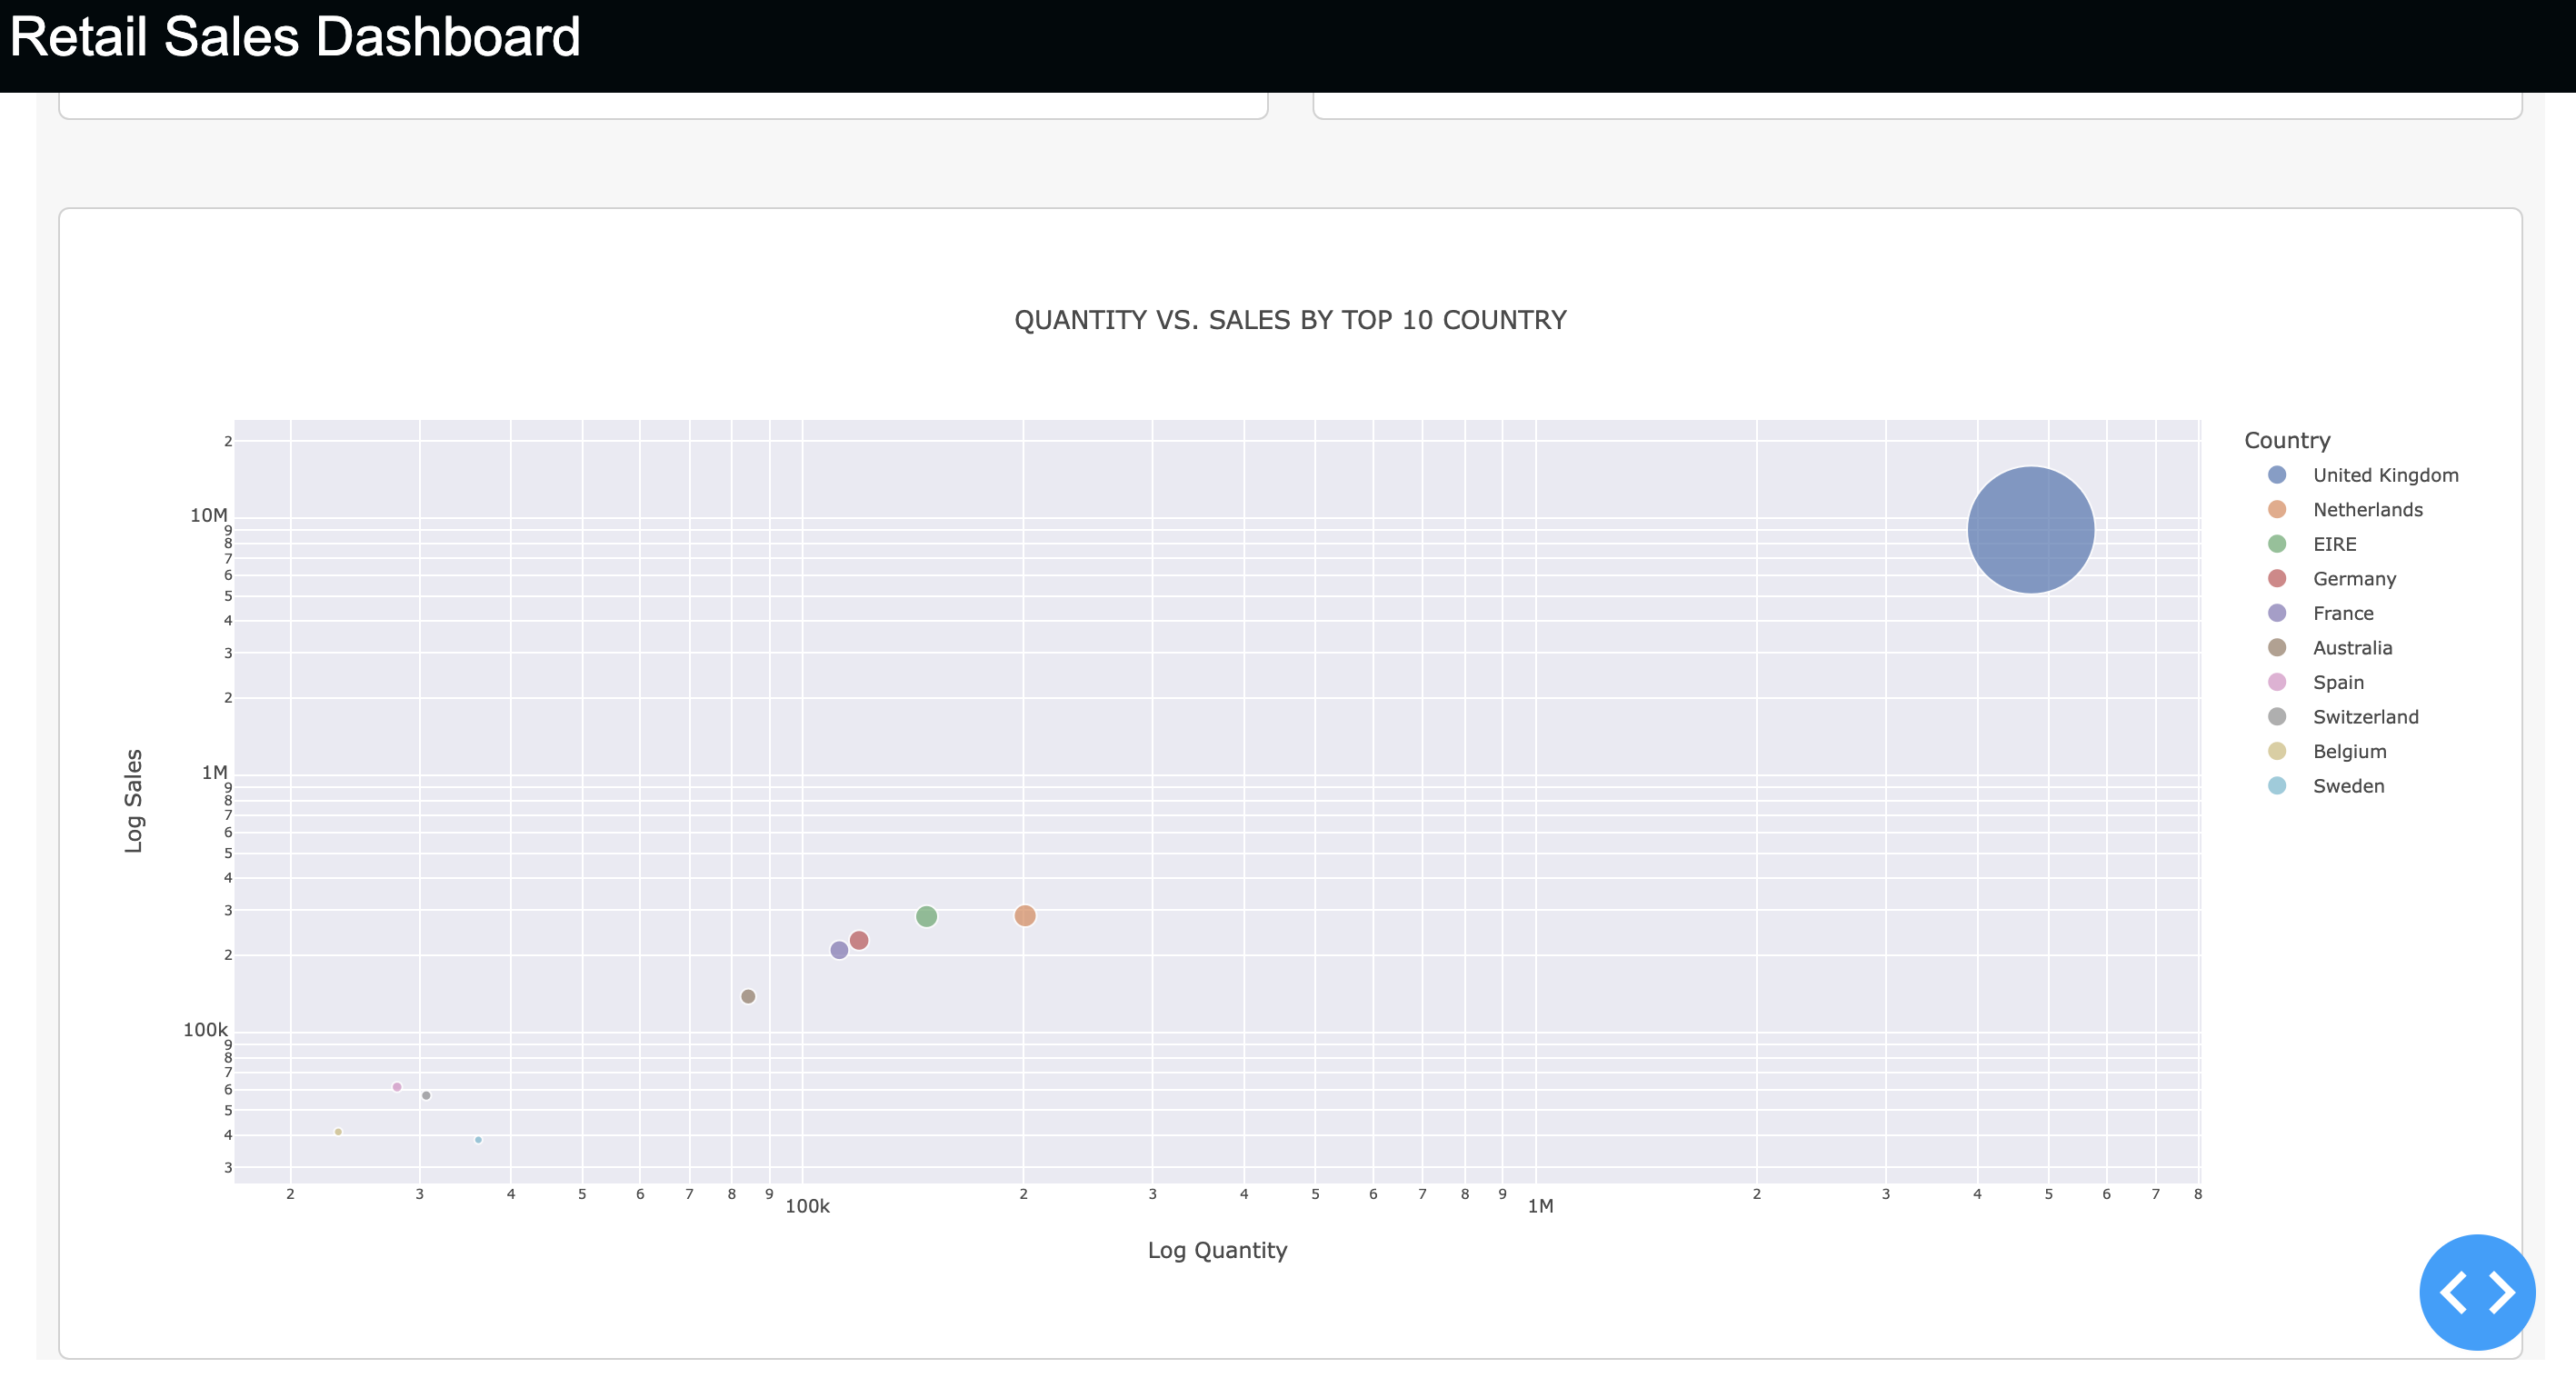 Retail Sales Dashboard
QUANTITY VS. SALES BY TOP 10 COUNTRY
2
10M
9
8
7
6
5
4
3
2
1M
9
8
7
6
5
4
3
2
100k
9
8
7
6
5
4
3
Log Sales
2 3 4 5 6 7 8 9 100k 2 3 4 5 6 7 8 9 1M 2 3 4 5 6 7 8
Log Quantity
Country
United Kingdom
Netherlands
EIRE
Germany
France
Australia
Spain
Switzerland
Belgium
Sweden